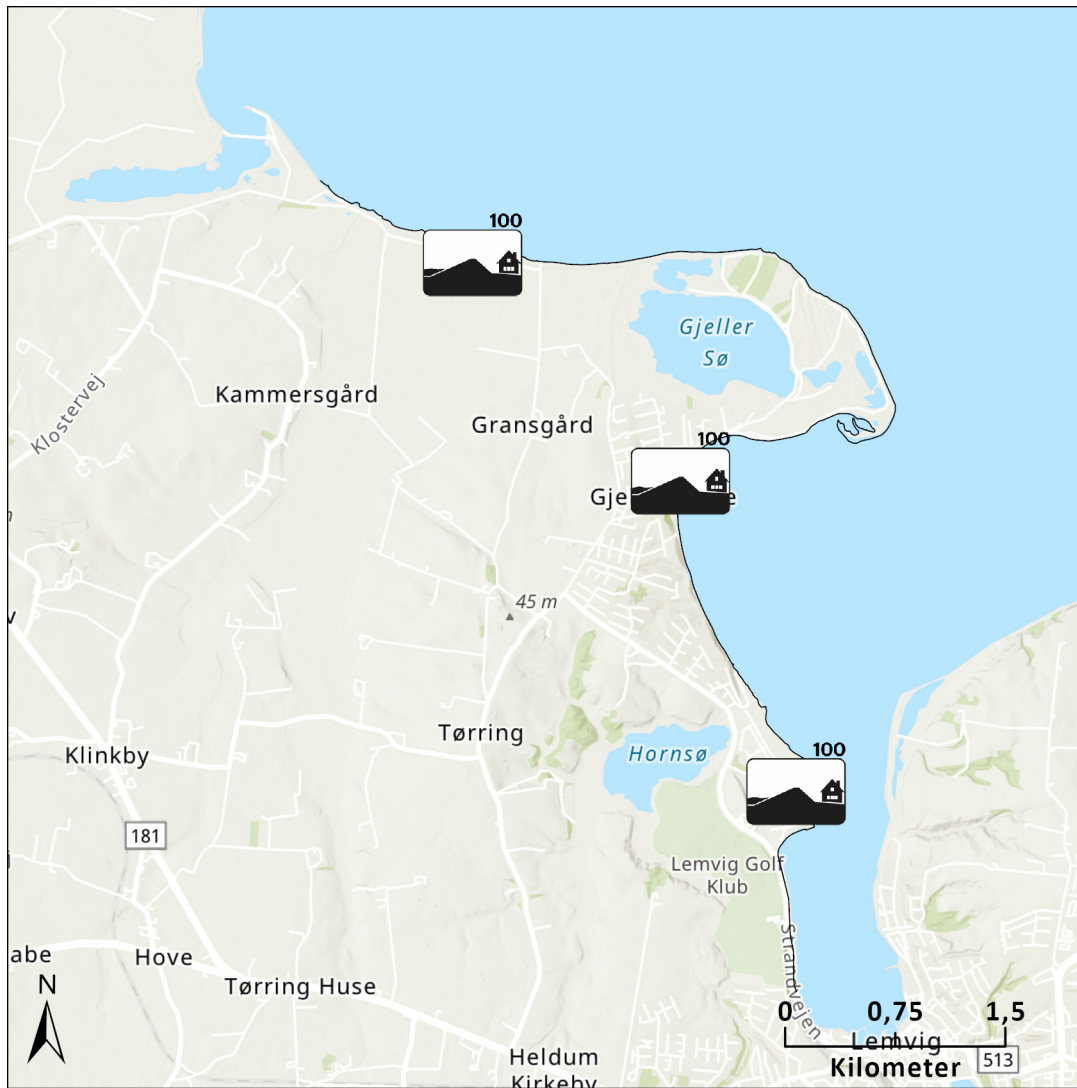 100
Gjeller
Sø
Kammersgård
Klostervej
Gransgård
100
45 m
Tørring
Hornsø
100
Klinkby
181
Lemvig Golf
Klub
Strandvejen
Hove
Tørring Huse
N
0 0,75 1,5
Lemvig
Kilometer
513
Heldum
Kirkeby